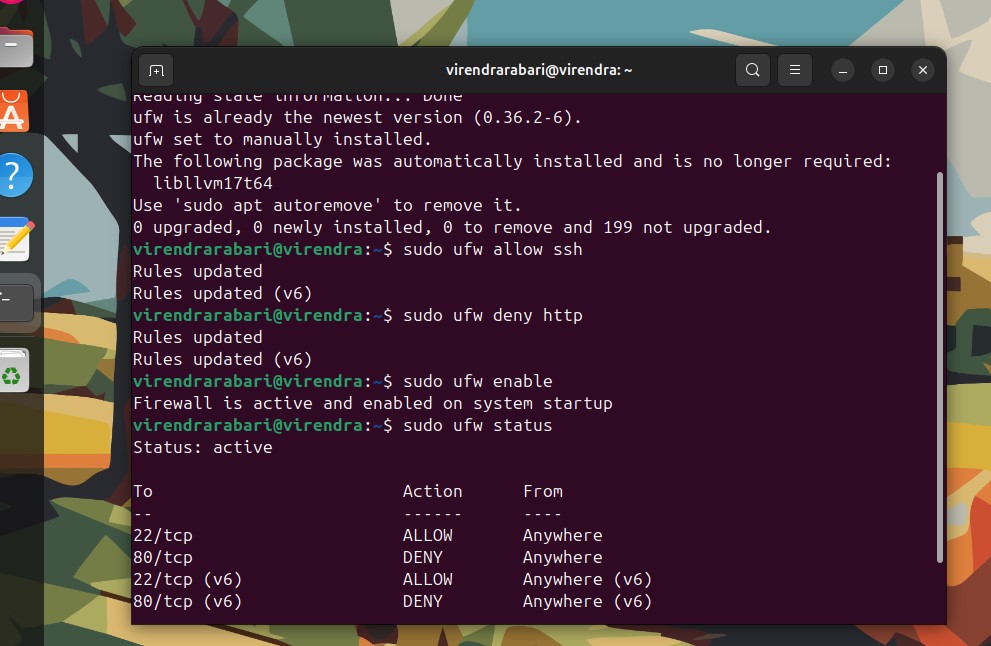 virendrarabari@virendra: ~
Reading state information... Done
ufw is already the newest version (0.36.2-6).
ufw set to manually installed.
The following package was automatically installed and is no longer required:
  libllvm17t64
Use 'sudo apt autoremove' to remove it.
0 upgraded, 0 newly installed, 0 to remove and 199 not upgraded.
virendrarabari@virendra:~$ sudo ufw allow ssh
Rules updated
Rules updated (v6)
virendrarabari@virendra:~$ sudo ufw deny http
Rules updated
Rules updated (v6)
virendrarabari@virendra:~$ sudo ufw enable
Firewall is active and enabled on system startup
virendrarabari@virendra:~$ sudo ufw status
Status: active
To                         Action      From
--                         ------      ----
22/tcp                     ALLOW       Anywhere
80/tcp                     DENY        Anywhere
22/tcp (v6)                ALLOW       Anywhere (v6)
80/tcp (v6)                DENY        Anywhere (v6)